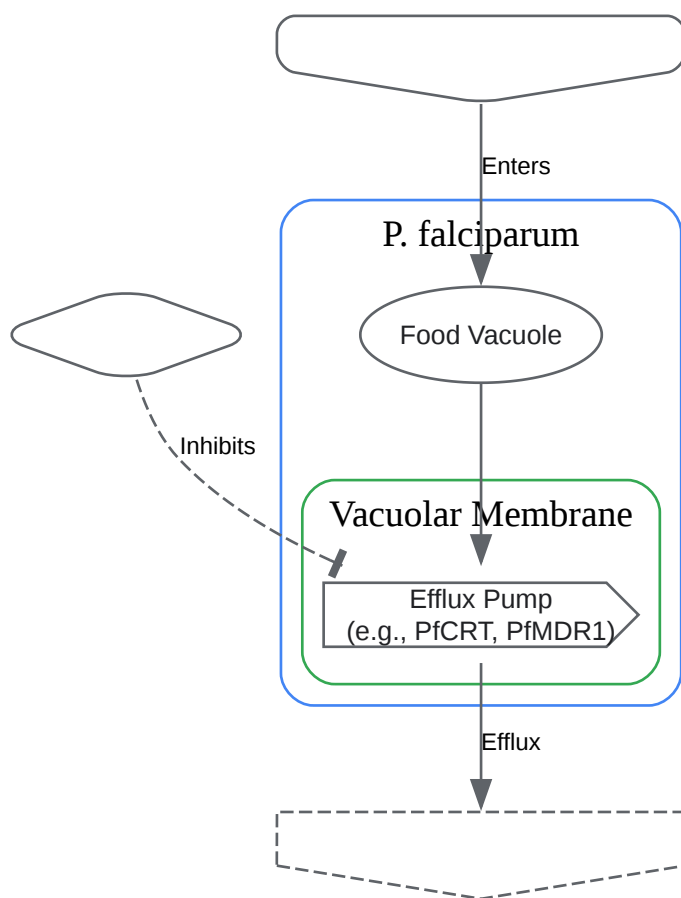 Enters
P. falciparum
Food Vacuole
Inhibits
Vacuolar Membrane
Efflux Pump
(e.g., PfCRT, PfMDR1)
Efflux